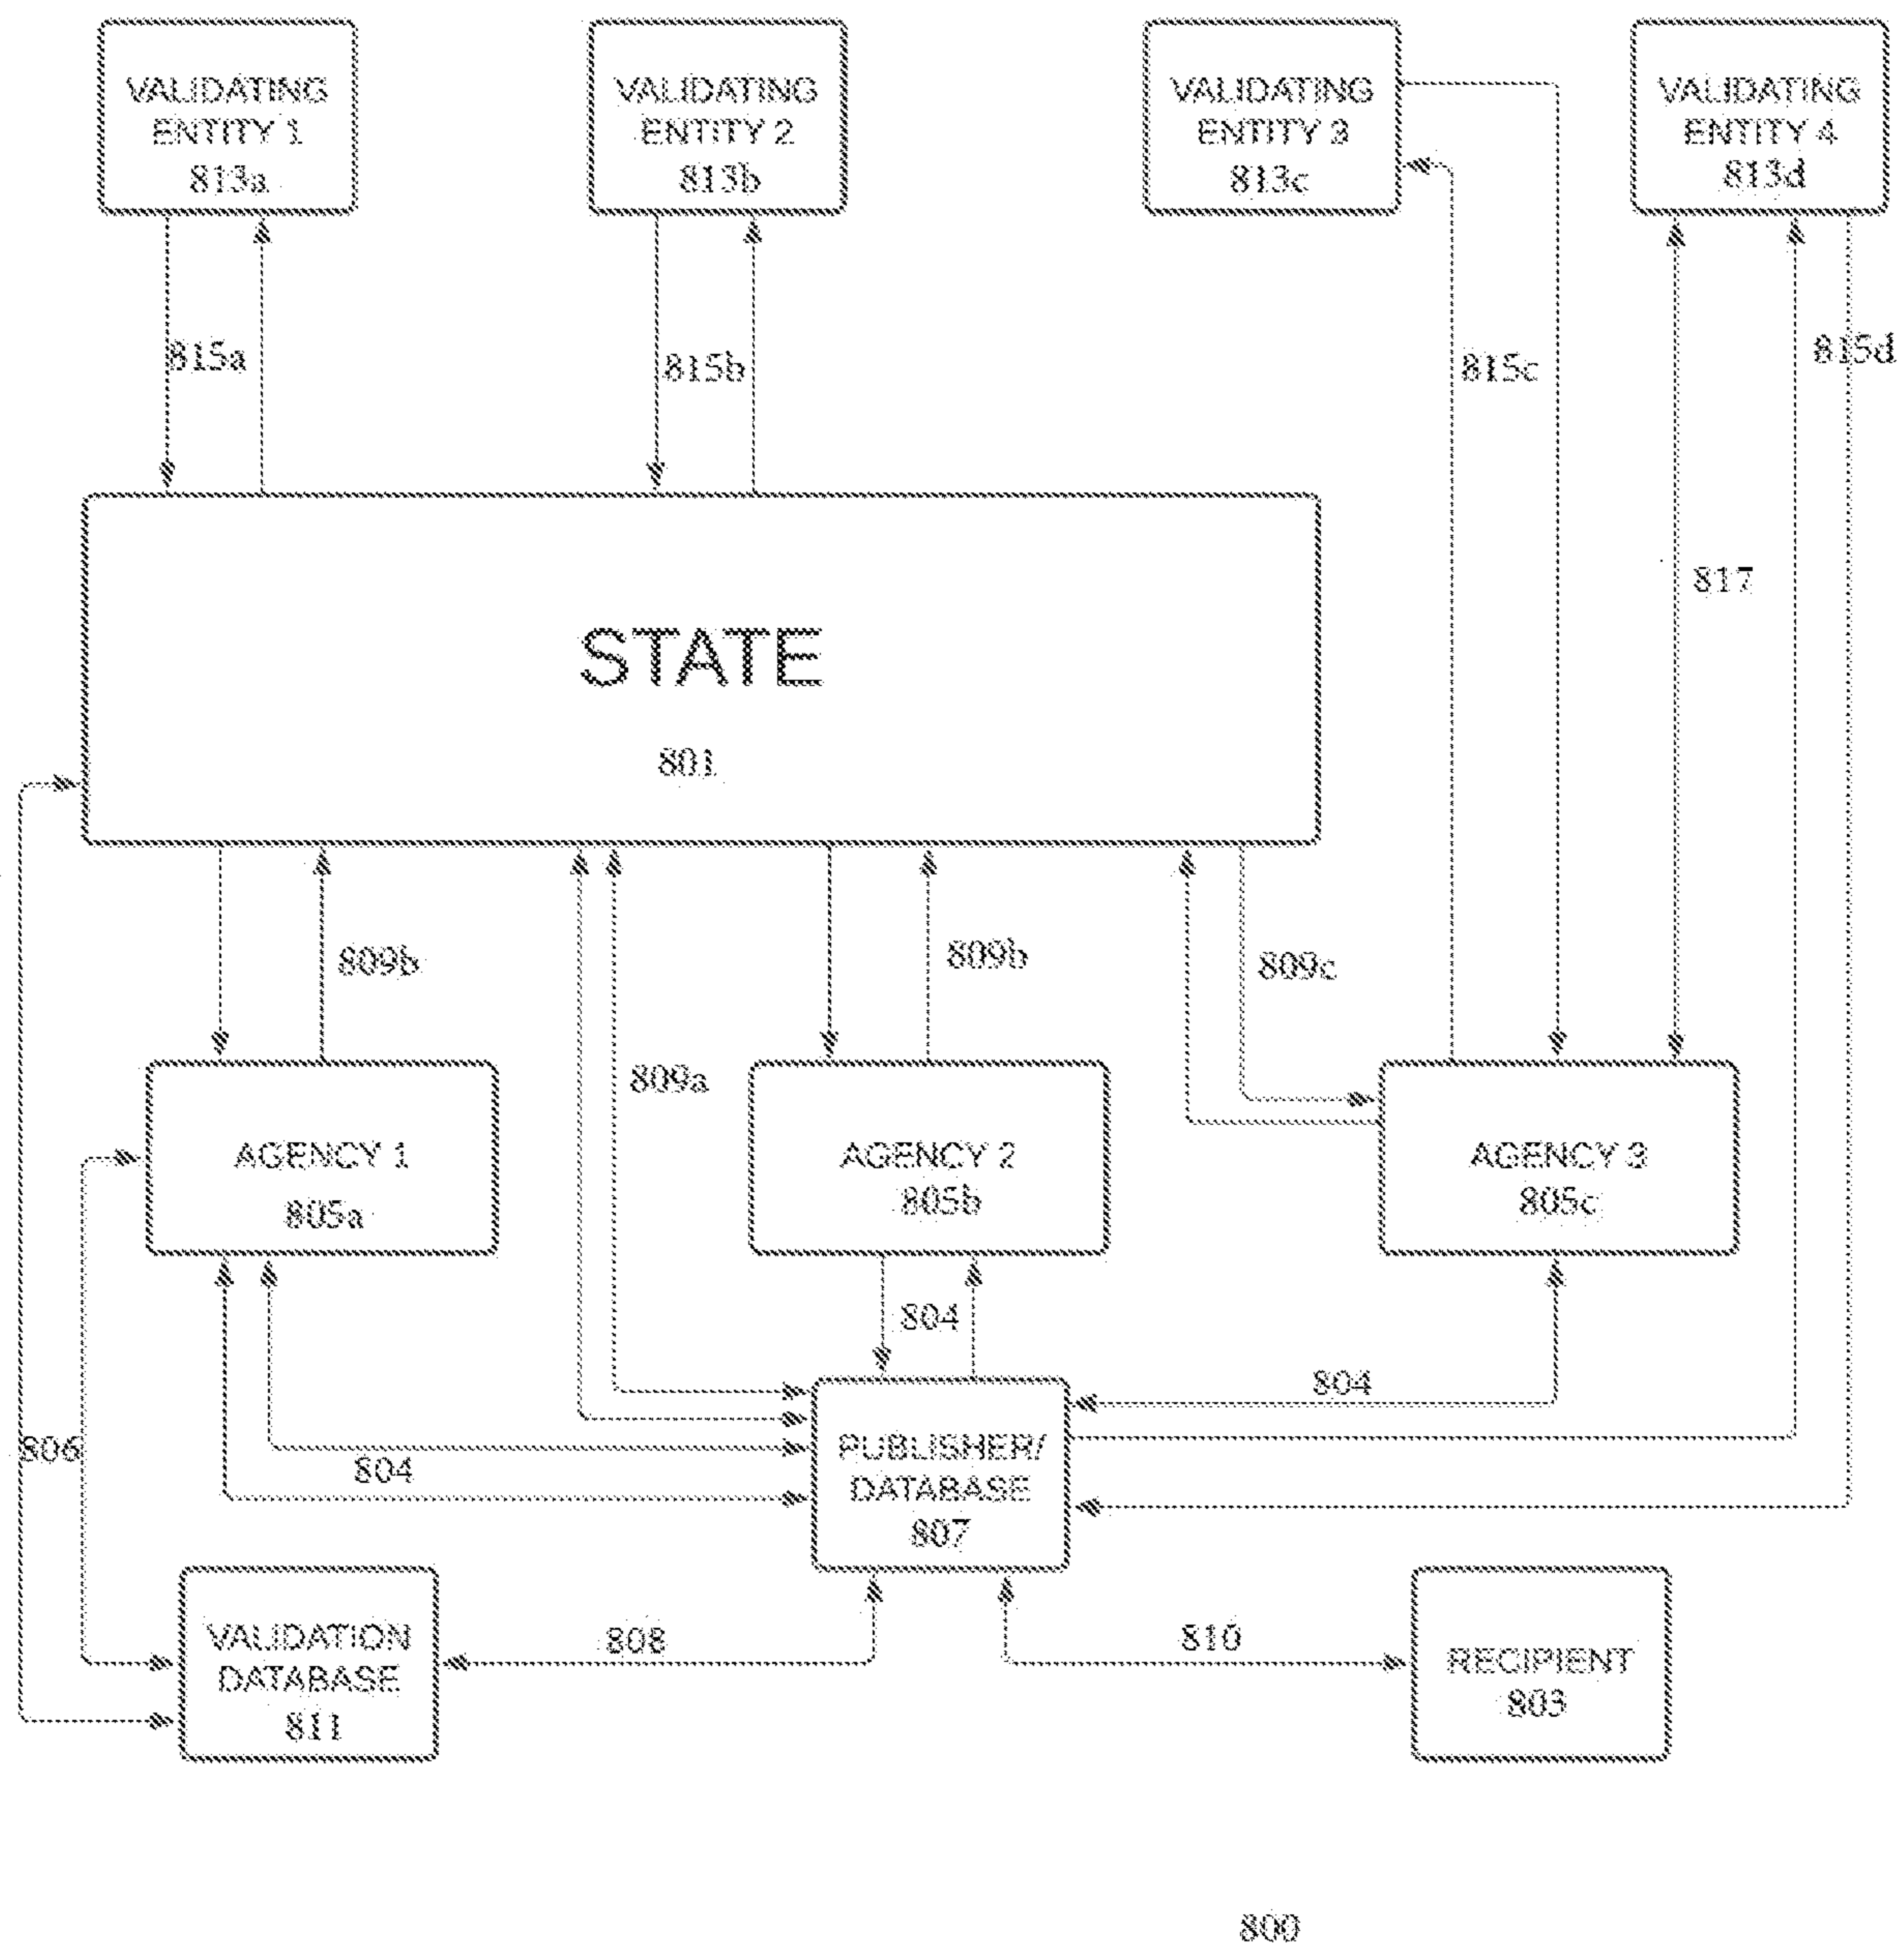 VALIDATING
ENTITY 1
813a
VALIDATING
ENTITY 2
813b
VALIDATING
ENTITY 3
813c
VALIDATING
ENTITY 4
813d
815a
815b
815c
815d
817
STATE
801
809b
809b
809c
809a
AGENCY 1
805a
AGENCY 2
805b
AGENCY 3
805c
804
804
806
804
PUBLISHER/
DATABASE
807
VALIDATION
DATABASE
811
808
810
RECIPIENT
803
800